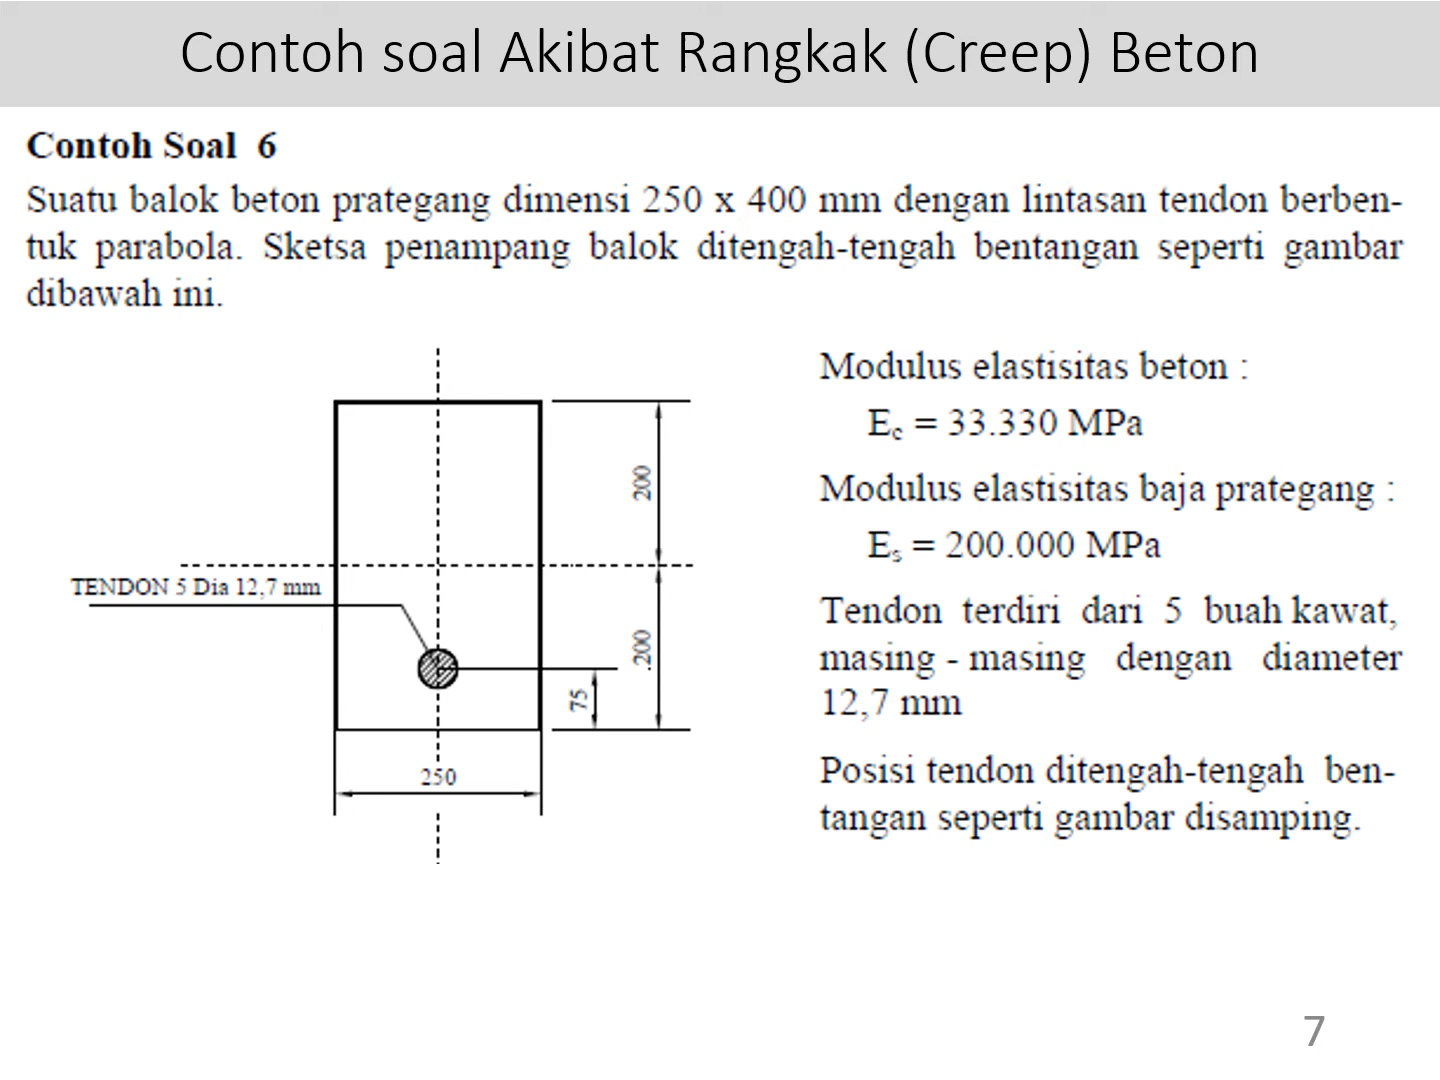 Contoh soal Akibat Rangkak (Creep) Beton
Contoh Soal 6
Suatu balok beton prategang dimensi 250 x 400 mm dengan lintasan tendon berben-
tuk parabola. Sketsa penampang balok ditengah-tengah bentangan seperti gambar
dibawah ini.
Modulus elastisitas beton :
Ec = 33.330 MPa
Modulus elastisitas baja prategang :
Es = 200.000 MPa
Tendon terdiri dari 5 buah kawat,
masing - masing dengan diameter
12,7 mm
Posisi tendon ditengah-tengah ben-
tangan seperti gambar disamping.
200
TENDON 5 Dia 12,7 mm
200
75
250
7